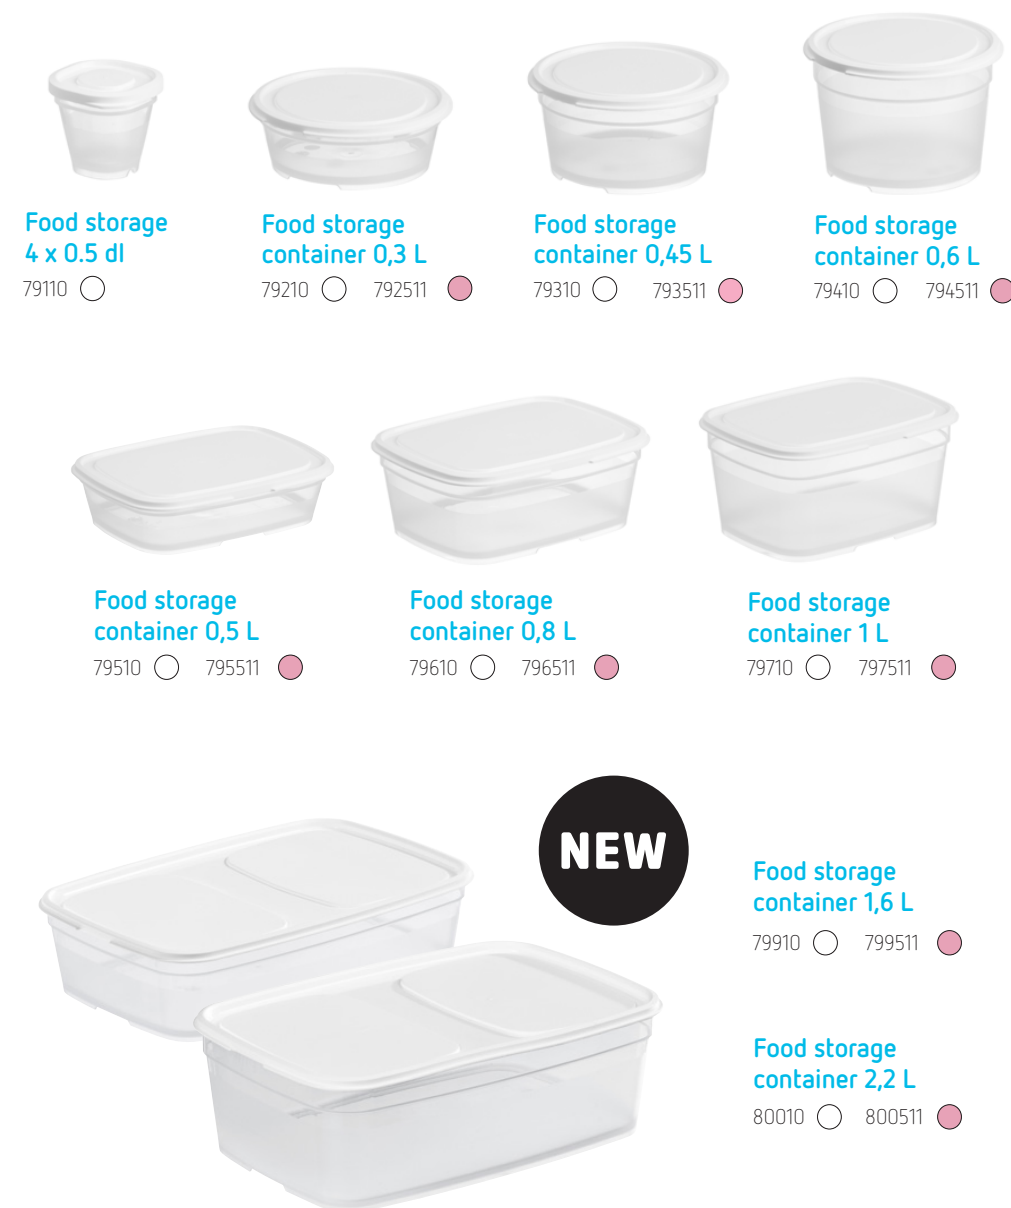 Food storage
4 x 0.5 dl
79110
Food storage
container 0,3 L
79210 792511
Food storage
container 0,45 L
79310 793511
Food storage
container 0,6 L
79410 794511
Food storage
container 0,5 L
79510 795511
Food storage
container 0,8 L
79610 796511
Food storage
container 1 L
79710 797511
NEW
Food storage
container 1,6 L
79910 799511
Food storage
container 2,2 L
80010 800511